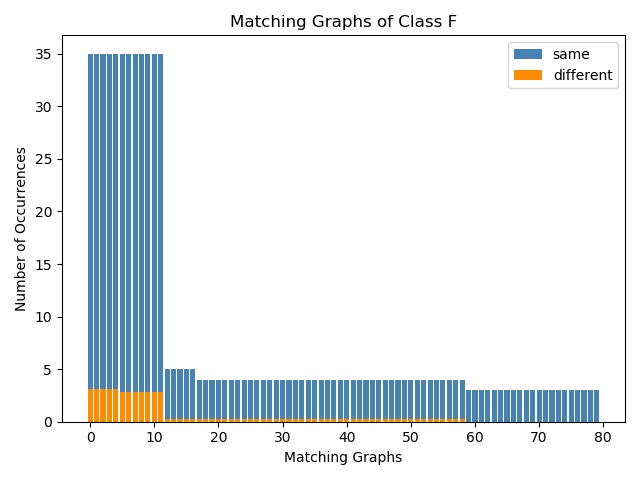 Matching Graphs of Class F
same
different
Number of Occurrences
35
30
25
20
15
10
5
0
0 10 20 30 40 50 60 70 80
Matching Graphs